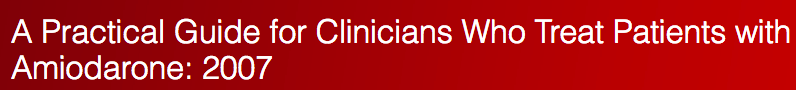 A Practical Guide for Clinicians Who Treat Patients with
Amiodarone: 2007